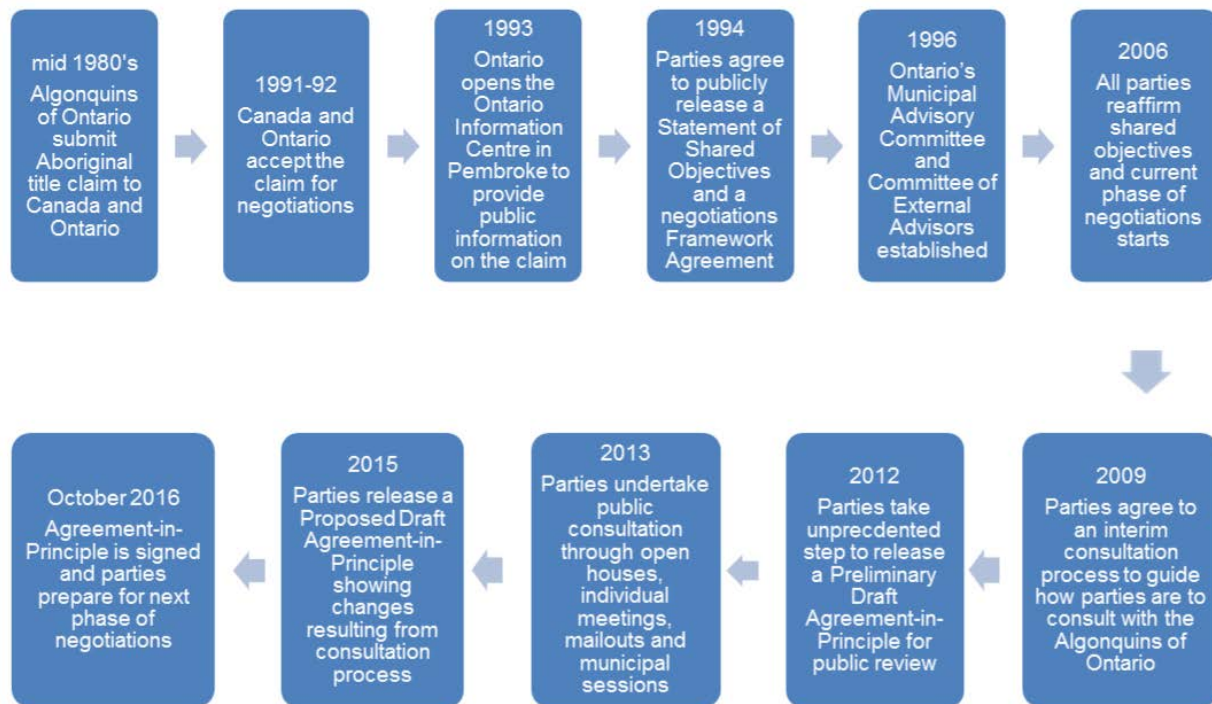 mid 1980's
Algonquins
of Ontario
submit
Aboriginal
title claim to
Canada and
Ontario
1991-92
Canada and
Ontario
accept the
claim for
negotiations
1993
Ontario
opens the
Ontario
Information
Centre in
Pembroke to
provide
public
information
on the claim
1994
Parties agree
to publicly
release a
Statement of
Shared
Objectives
and a
negotiations
Framework
Agreement
1996
Ontario's
Municipal
Advisory
Committee
and
Committee of
External
Advisors
established
2006
All parties
reaffirm
shared
objectives
and current
phase of
negotiations
starts
2009
Parties agree to
an interim
consultation
process to guide
how parties are to
consult with the
Algonquins of
Ontario
2012
Parties take
unprecdented
step to release
a Preliminary
Draft
Agreement-in-
Principle for
public review
2013
Parties undertake
public
consultation
through open
houses,
individual
meetings,
mailouts and
municipal
sessions
2015
Parties release a
Proposed Draft
Agreement-in-
Principle
showing
changes
resulting from
consultation
process
October 2016
Agreement-in-
Principle is signed
and parties
prepare for next
phase of
negotiations